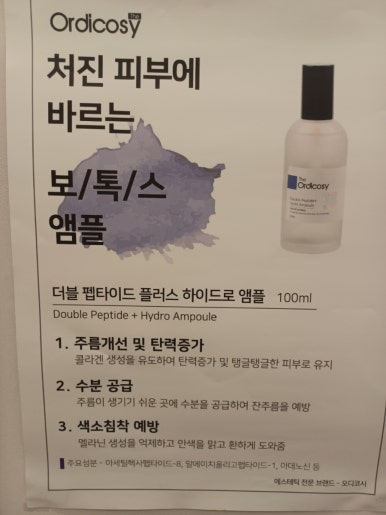 The
Ordicosy
처진 피부에
바르는
보/톡/스
앰플
The
Ordicosy
더블 펩타이드 플러스 하이드로 앰플 100ml
Double Peptide + Hydro Ampoule
1. 주름개선 및 탄력증가
콜라겐 생성을 유도하여 탄력증가 및 탱글탱글한 피부로 유지
2. 수분 공급
주름이 생기기 쉬운 곳에 수분을 공급하여 잔주름을 예방
3. 색소침착 예방
멜라닌 생성을 억제하고 안색을 맑고 환하게 도와줌
주요성분 - 아세틸헥사펩타이드-8, 알에이치올리고펩타이드-1, 아데노신 등
에스테틱 전문 브랜드 - 오디코시